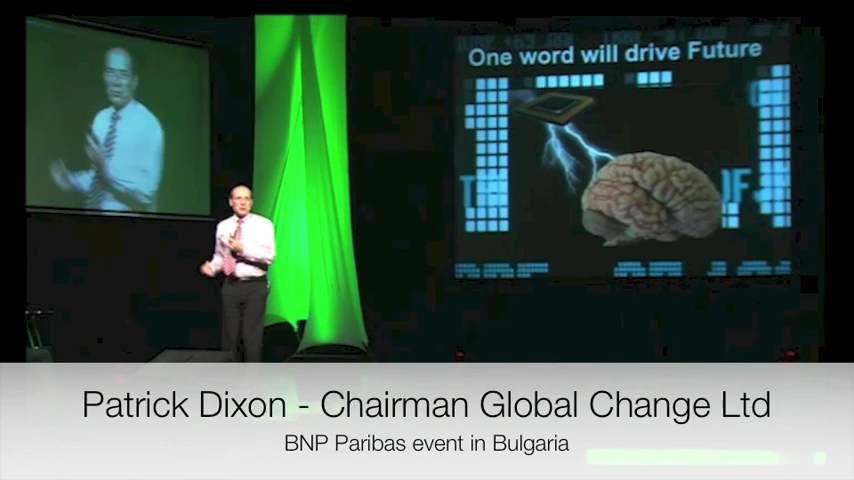 One word will drive Future
Patrick Dixon - Chairman Global Change Ltd
BNP Paribas event in Bulgaria